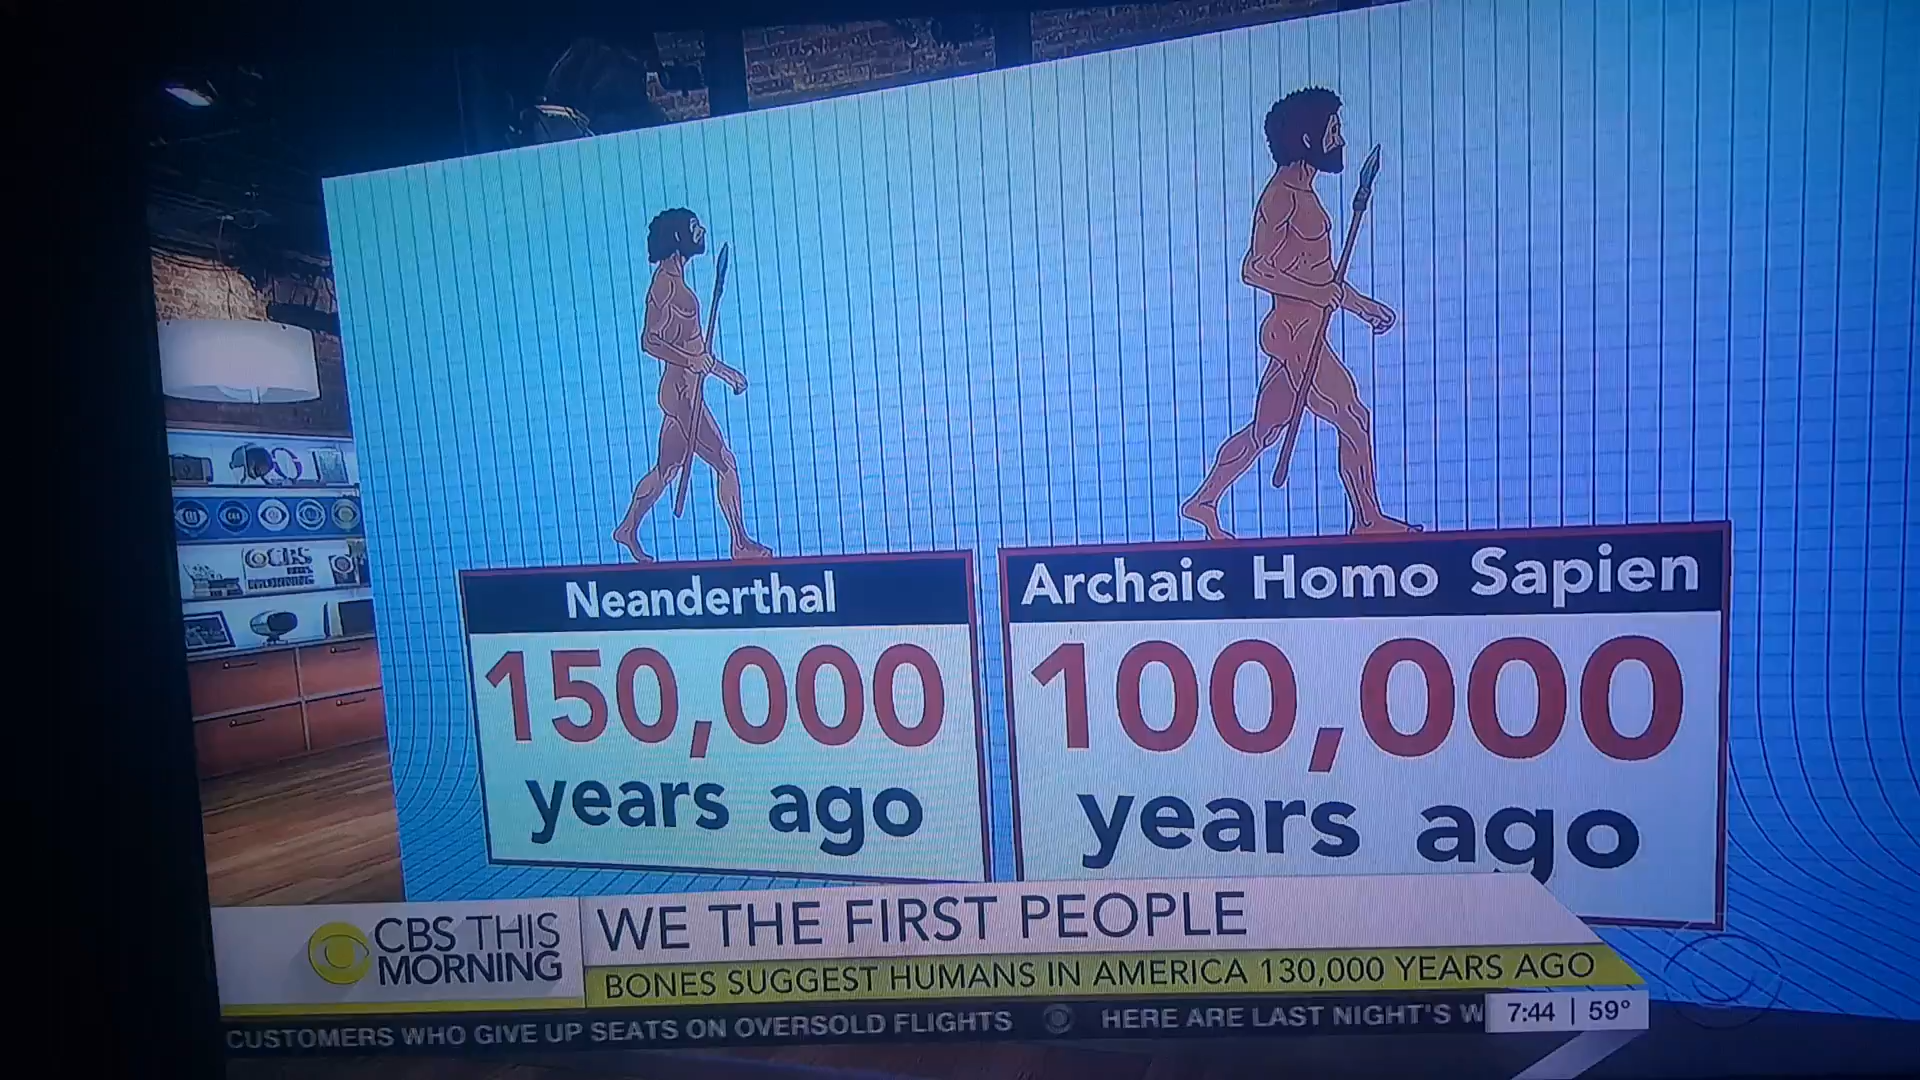 Neanderthal
150,000
years ago
Archaic Homo Sapien
100,000
years ago
CBS THIS
MORNING
WE THE FIRST PEOPLE
BONES SUGGEST HUMANS IN AMERICA 130,000 YEARS AGO
CUSTOMERS WHO GIVE UP SEATS ON OVERSOLD FLIGHTS HERE ARE LAST NIGHT'S W
7:44 | 59°
CBS